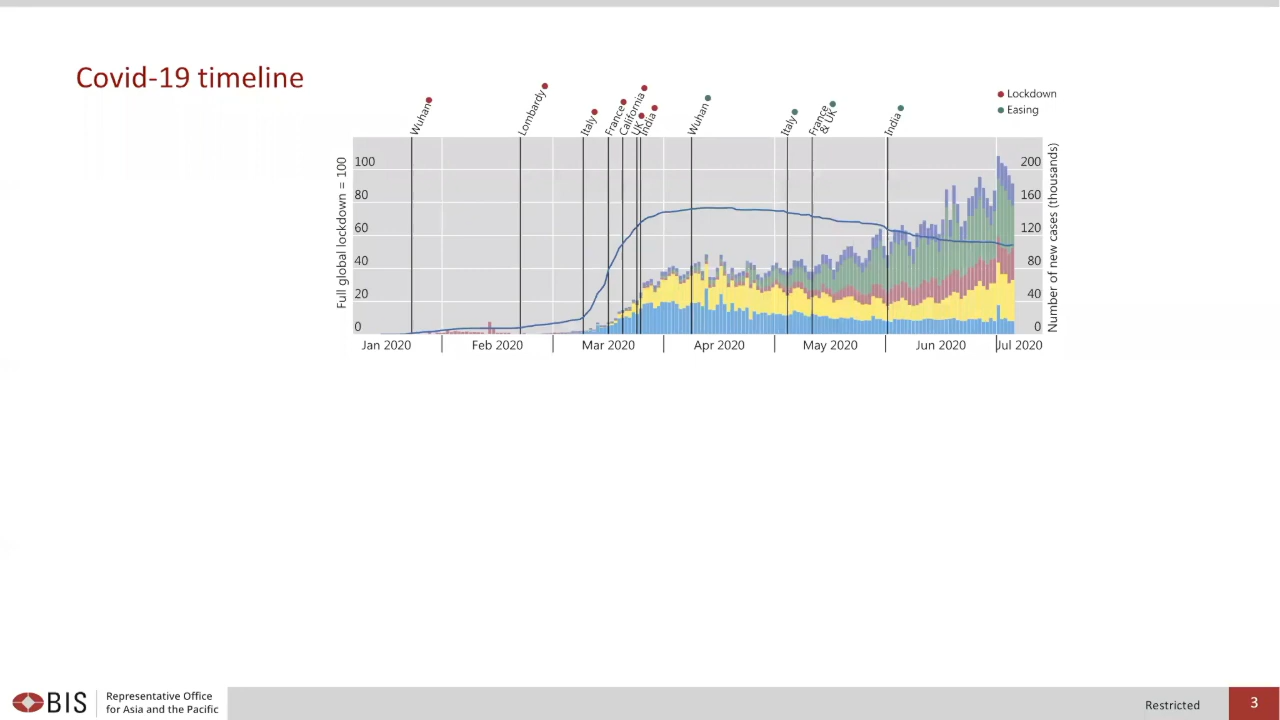 Covid-19 timeline
Wuhan
Lombardy
Italy
France
California
UK
India
Wuhan
Italy
France
& UK
India
Lockdown
Easing
Full global lockdown = 100
100
80
60
40
20
0
200
160
120
80
40
0
Number of new cases (thousands)
Jan 2020
Feb 2020
Mar 2020
Apr 2020
May 2020
Jun 2020
Jul 2020
BIS
Representative Office
for Asia and the Pacific
Restricted
3